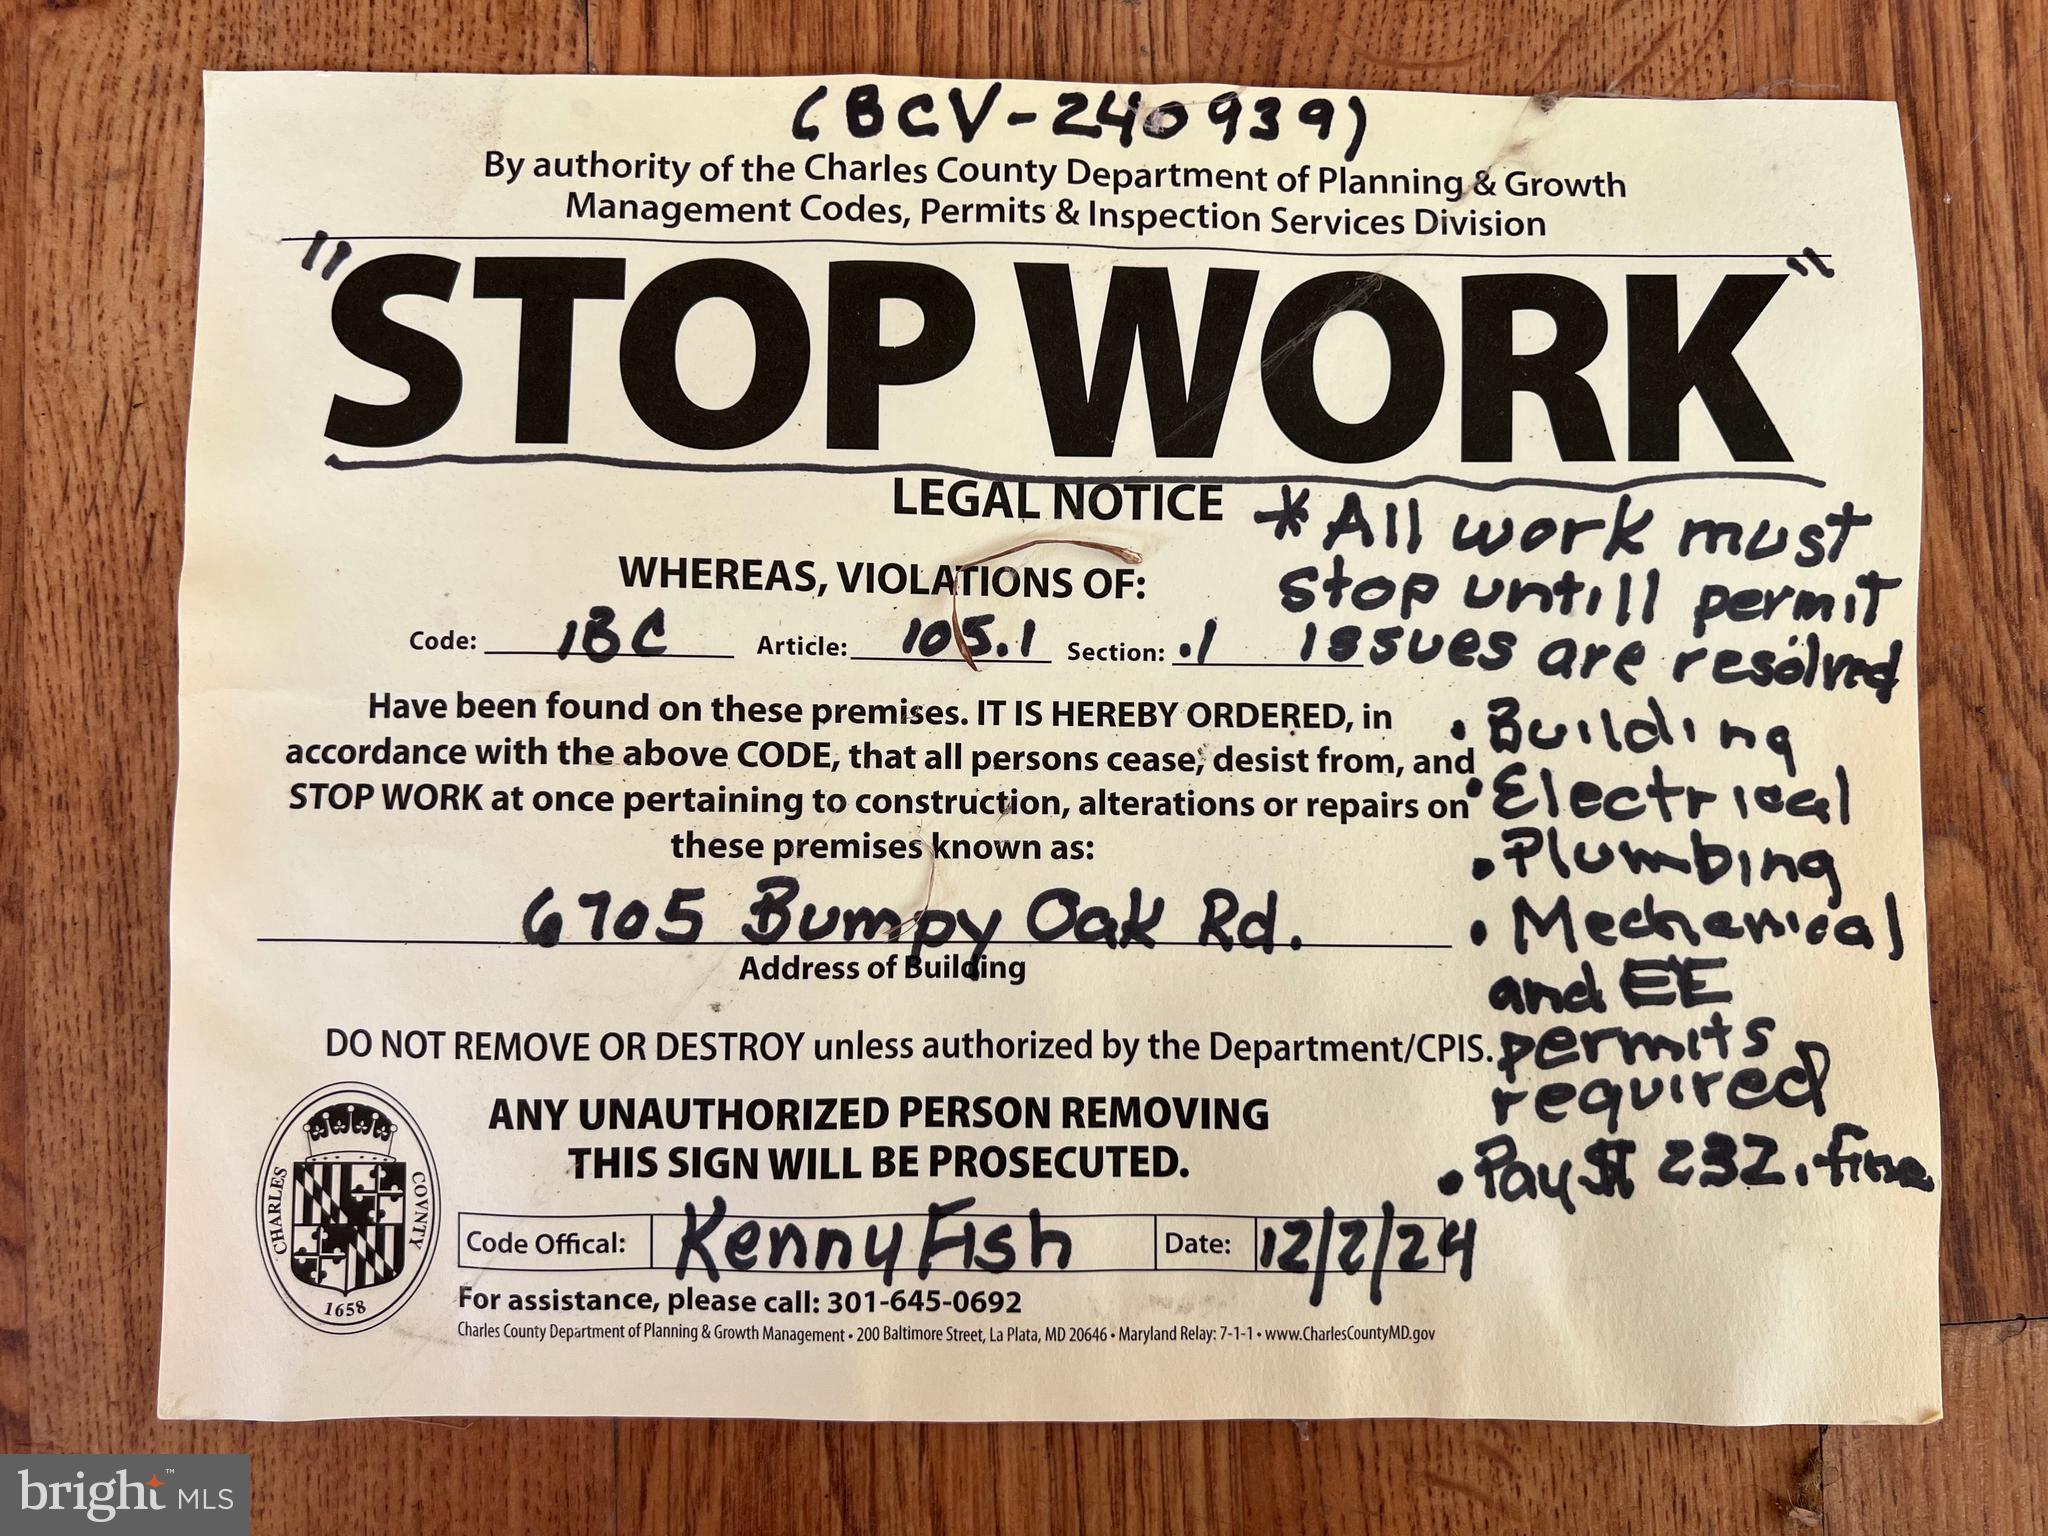 (BCV-240939)
By authority of the Charles County Department of Planning & Growth
Management Codes, Permits & Inspection Services Division
"STOP WORK"
LEGAL NOTICE
WHEREAS, VIOLATIONS OF:
Code: IBC Article: 105.1 Section: .1
Have been found on these premises. IT IS HEREBY ORDERED, in
accordance with the above CODE, that all persons cease, desist from, and
STOP WORK at once pertaining to construction, alterations or repairs on
these premises known as:
6705 Bumpy Oak Rd.
Address of Building
DO NOT REMOVE OR DESTROY unless authorized by the Department/CPIS.
ANY UNAUTHORIZED PERSON REMOVING
THIS SIGN WILL BE PROSECUTED.
Code Offical: Kenny Fish Date: 12/2/24
For assistance, please call: 301-645-0692
Charles County Department of Planning & Growth Management • 200 Baltimore Street, La Plata, MD 20646 • Maryland Relay: 7-1-1 • www.CharlesCountyMD.gov
* All work must
stop untill permit
issues are resolved
• Building
• Electrical
• Plumbing
• Mechanical
and EE
permits
required
• Pay $232. fine
CHARLES COVNTY
1658
bright™ MLS